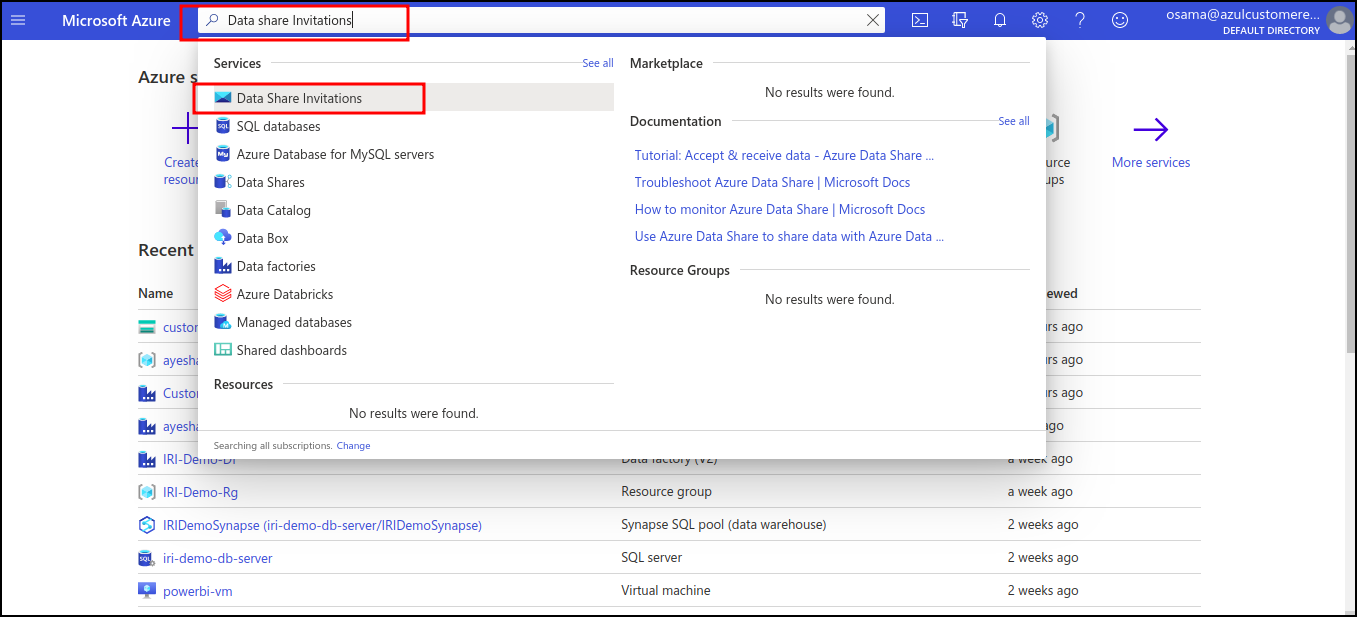 Microsoft Azure
Data share Invitations
osama@azulcustomere...
DEFAULT DIRECTORY
Azure s
Create
resour
urce
ups
More services
Services
See all
Data Share Invitations
SQL databases
Azure Database for MySQL servers
Data Shares
Data Catalog
Data Box
Data factories
Azure Databricks
Managed databases
Shared dashboards
Resources
No results were found.
Searching all subscriptions. Change
Marketplace
No results were found.
Documentation
See all
Tutorial: Accept & receive data - Azure Data Share ...
Troubleshoot Azure Data Share | Microsoft Docs
How to monitor Azure Data Share | Microsoft Docs
Use Azure Data Share to share data with Azure Data ...
Resource Groups
No results were found.
Recent
Name ewed
custor urs ago
ayesha urs ago
Custo urs ago
ayesha ago
IRI-Demo-Df Data factory (V2) a week ago
IRI-Demo-Rg Resource group a week ago
IRIDemoSynapse (iri-demo-db-server/IRIDemoSynapse) Synapse SQL pool (data warehouse) 2 weeks ago
iri-demo-db-server SQL server 2 weeks ago
powerbi-vm Virtual machine 2 weeks ago